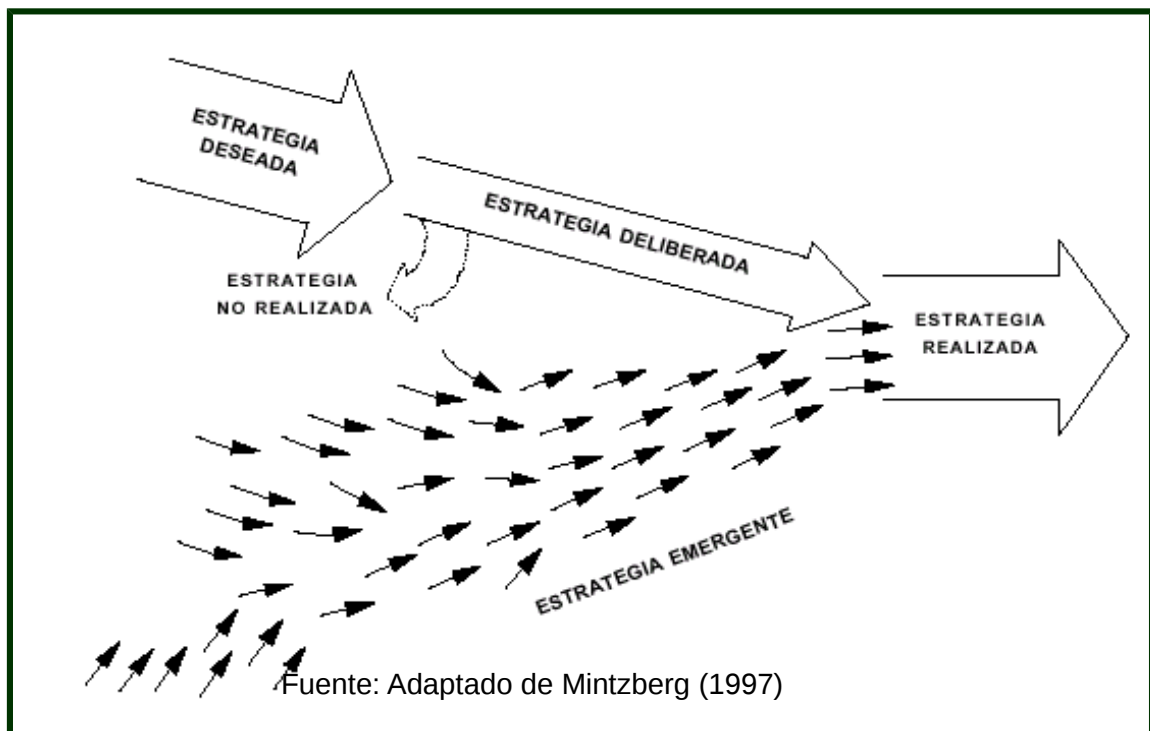 ESTRATEGIA
DESEADA
ESTRATEGIA DELIBERADA
ESTRATEGIA
NO REALIZADA
ESTRATEGIA
REALIZADA
ESTRATEGIA EMERGENTE
Fuente: Adaptado de Mintzberg (1997)